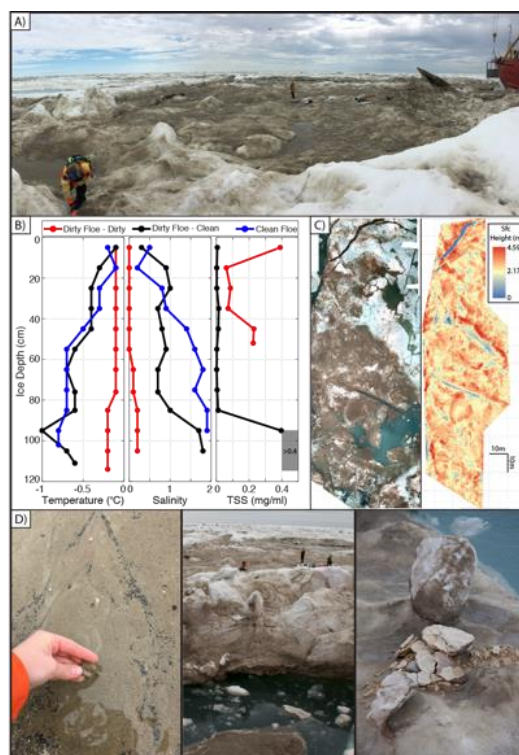 A)
B)
Dirty Floe - Dirty
Dirty Floe - Clean
Clean Floe
0
20
40
60
80
100
120
Ice Depth (cm)
-1
0
Temperature (°C)
0
1
2
Salinity
0
0.2
0.4
TSS (mg/ml)
>0.4
C)
Sfc
Height (m)
4.59
2.17
0
10m
10m
D)